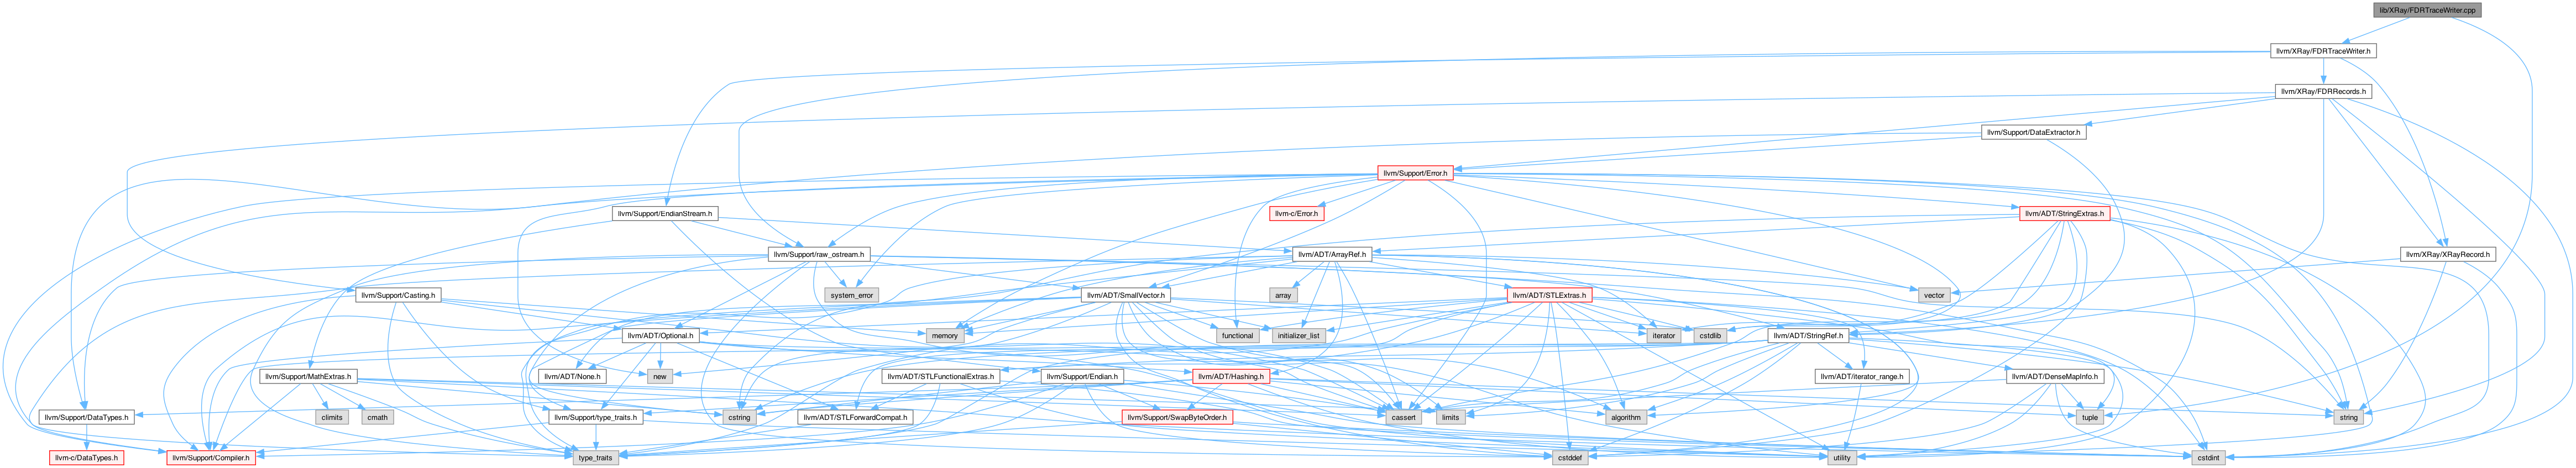 lib/XRay/FDRTraceWriter.cpp
llvm/XRay/FDRTraceWriter.h
llvm/XRay/FDRRecords.h
llvm/Support/DataExtractor.h
llvm/Support/Error.h
llvm/Support/EndianStream.h
llvm-c/Error.h
llvm/ADT/StringExtras.h
llvm/Support/raw_ostream.h
llvm/ADT/ArrayRef.h
llvm/XRay/XRayRecord.h
llvm/Support/Casting.h
system_error
llvm/ADT/SmallVector.h
array
llvm/ADT/STLExtras.h
vector
llvm/ADT/Optional.h
memory
functional
initializer_list
iterator
cstdlib
llvm/ADT/StringRef.h
llvm/Support/MathExtras.h
llvm/ADT/None.h
new
llvm/ADT/STLFunctionalExtras.h
llvm/Support/Endian.h
llvm/ADT/Hashing.h
llvm/ADT/iterator_range.h
llvm/ADT/DenseMapInfo.h
llvm/Support/DataTypes.h
climits
cmath
llvm/Support/type_traits.h
cstring
llvm/ADT/STLForwardCompat.h
llvm/Support/SwapByteOrder.h
cassert
limits
algorithm
tuple
string
llvm-c/DataTypes.h
llvm/Support/Compiler.h
type_traits
cstddef
utility
cstdint